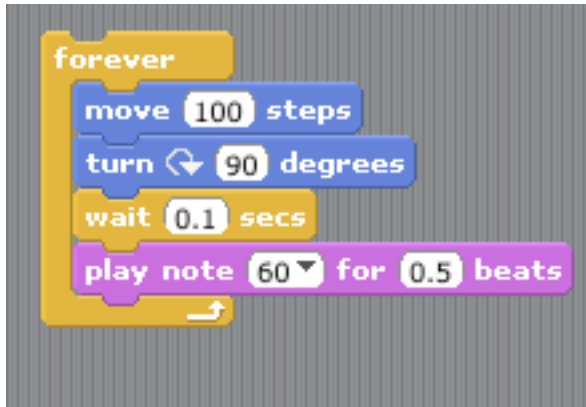 forever
move 100 steps
turn 90 degrees
wait 0.1 secs
play note 60 for 0.5 beats